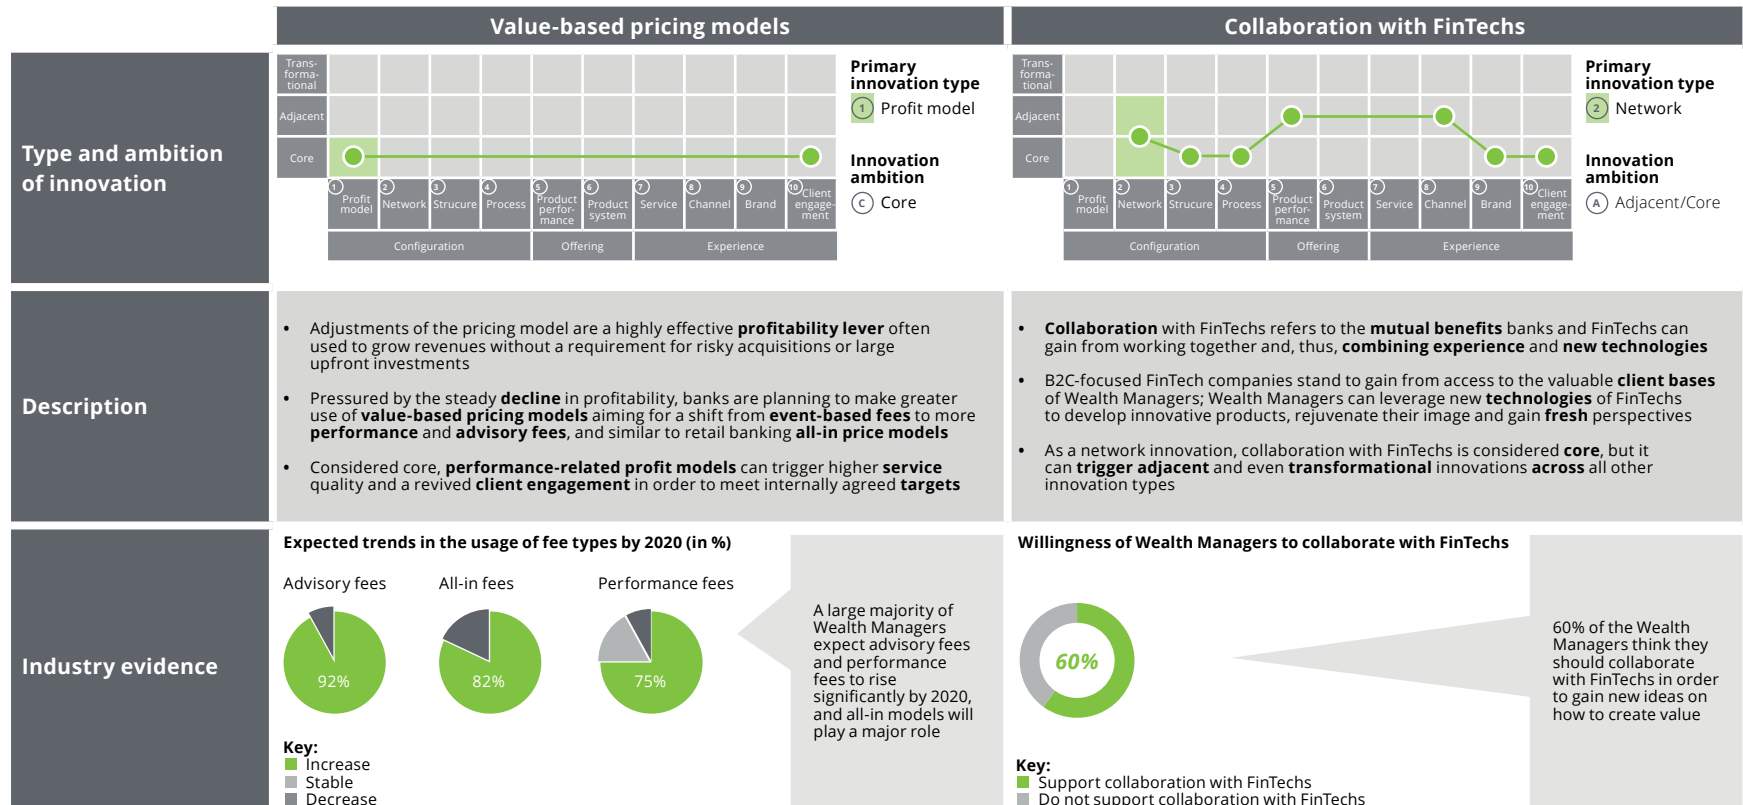 Value-based pricing models
Collaboration with FinTechs
Type and ambition
of innovation
Trans-
forma-
tional
Adjacent
Core
1 Profit
model
2 Network
3 Strucure
4 Process
5 Product
perfor-
mance
6 Product
system
7 Service
8 Channel
9 Brand
10 Client
engage-
ment
Configuration
Offering
Experience
Primary
innovation type
1 Profit model
Innovation
ambition
C Core
Trans-
forma-
tional
Adjacent
Core
1 Profit
model
2 Network
3 Strucure
4 Process
5 Product
perfor-
mance
6 Product
system
7 Service
8 Channel
9 Brand
10 Client
engage-
ment
Configuration
Offering
Experience
Primary
innovation type
2 Network
Innovation
ambition
A Adjacent/Core
Description
• Adjustments of the pricing model are a highly effective profitability lever often
used to grow revenues without a requirement for risky acquisitions or large
upfront investments
• Pressured by the steady decline in profitability, banks are planning to make greater
use of value-based pricing models aiming for a shift from event-based fees to more
performance and advisory fees, and similar to retail banking all-in price models
• Considered core, performance-related profit models can trigger higher service
quality and a revived client engagement in order to meet internally agreed targets
• Collaboration with FinTechs refers to the mutual benefits banks and FinTechs can
gain from working together and, thus, combining experience and new technologies
• B2C-focused FinTech companies stand to gain from access to the valuable client bases
of Wealth Managers; Wealth Managers can leverage new technologies of FinTechs
to develop innovative products, rejuvenate their image and gain fresh perspectives
• As a network innovation, collaboration with FinTechs is considered core, but it
can trigger adjacent and even transformational innovations across all other
innovation types
Industry evidence
Expected trends in the usage of fee types by 2020 (in %)
Advisory fees
All-in fees
Performance fees
92%
82%
75%
Key:
Increase
Stable
Decrease
A large majority of
Wealth Managers
expect advisory fees
and performance
fees to rise
significantly by 2020,
and all-in models will
play a major role
Willingness of Wealth Managers to collaborate with FinTechs
60%
Key:
Support collaboration with FinTechs
Do not support collaboration with FinTechs
60% of the Wealth
Managers think they
should collaborate
with FinTechs in order
to gain new ideas on
how to create value